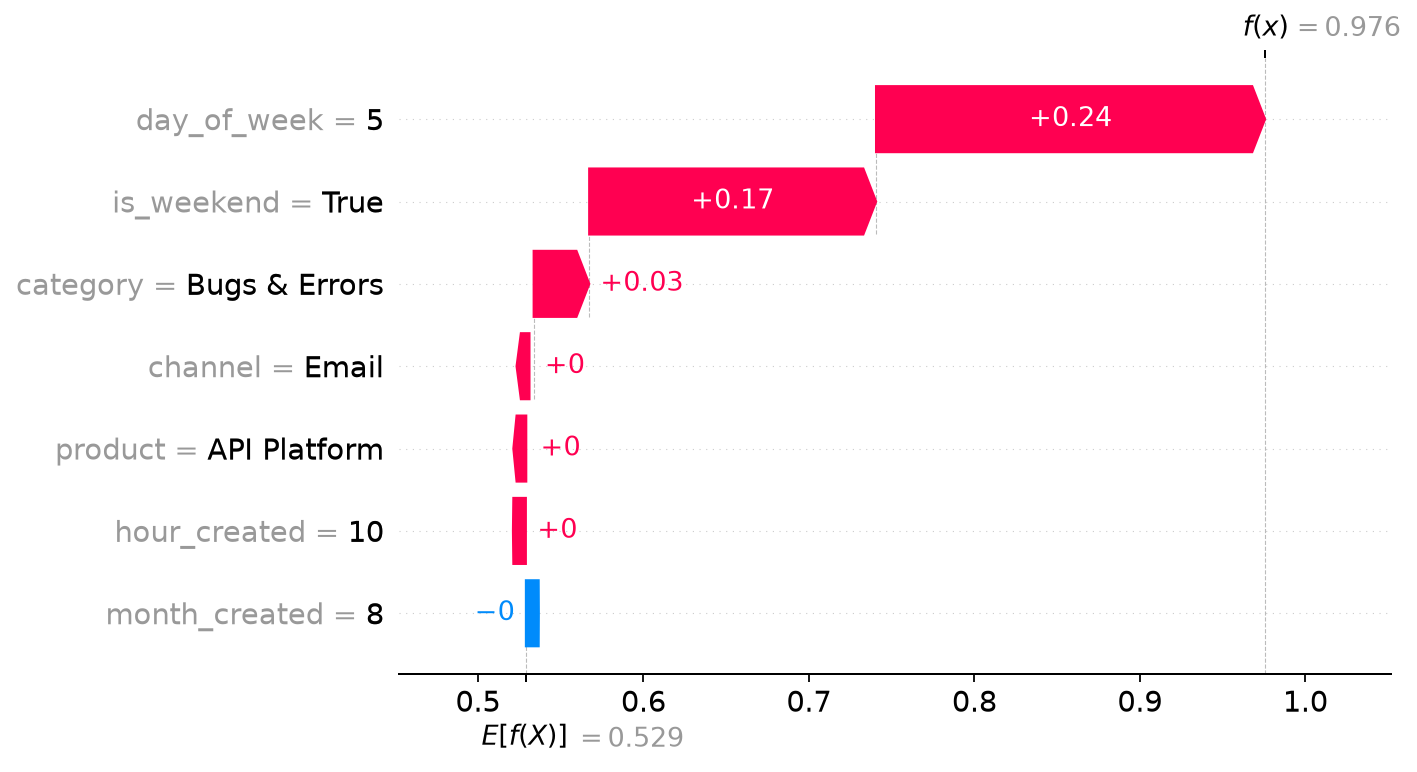 f(x) = 0.976
day_of_week = 5
+0.24
is_weekend = True
+0.17
category = Bugs & Errors
+0.03
channel = Email
+0
product = API Platform
+0
hour_created = 10
+0
month_created = 8
−0
0.5 0.6 0.7 0.8 0.9 1.0
E[f(X)] = 0.529